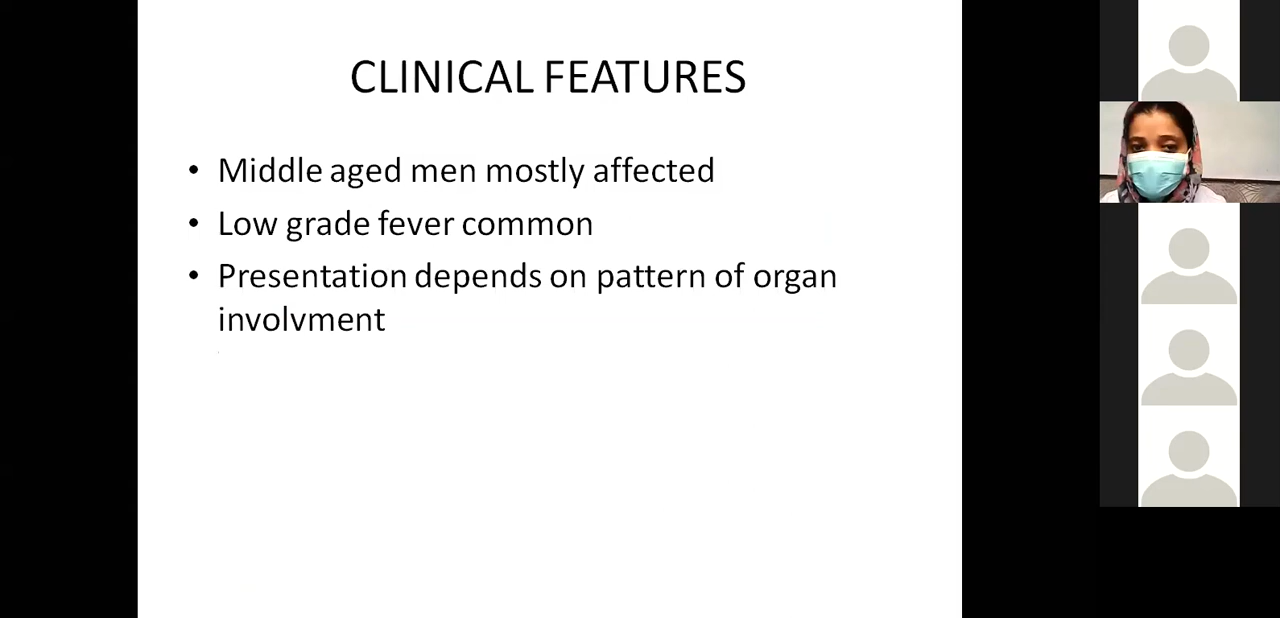 CLINICAL FEATURES
• Middle aged men mostly affected
• Low grade fever common
• Presentation depends on pattern of organ
involvment